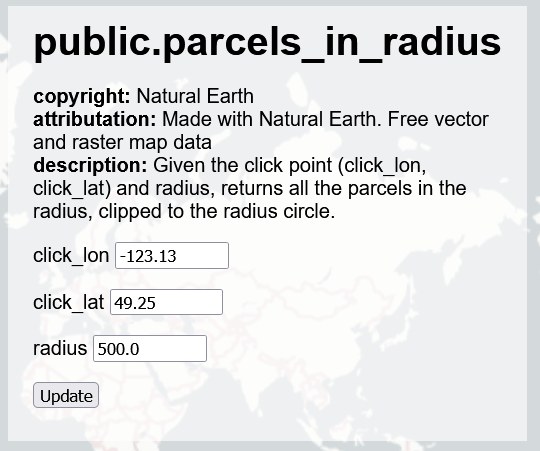 public.parcels_in_radius
copyright: Natural Earth
attributation: Made with Natural Earth. Free vector
and raster map data
description: Given the click point (click_lon,
click_lat) and radius, returns all the parcels in the
radius, clipped to the radius circle.
click_lon -123.13
click_lat 49.25
radius 500.0
Update